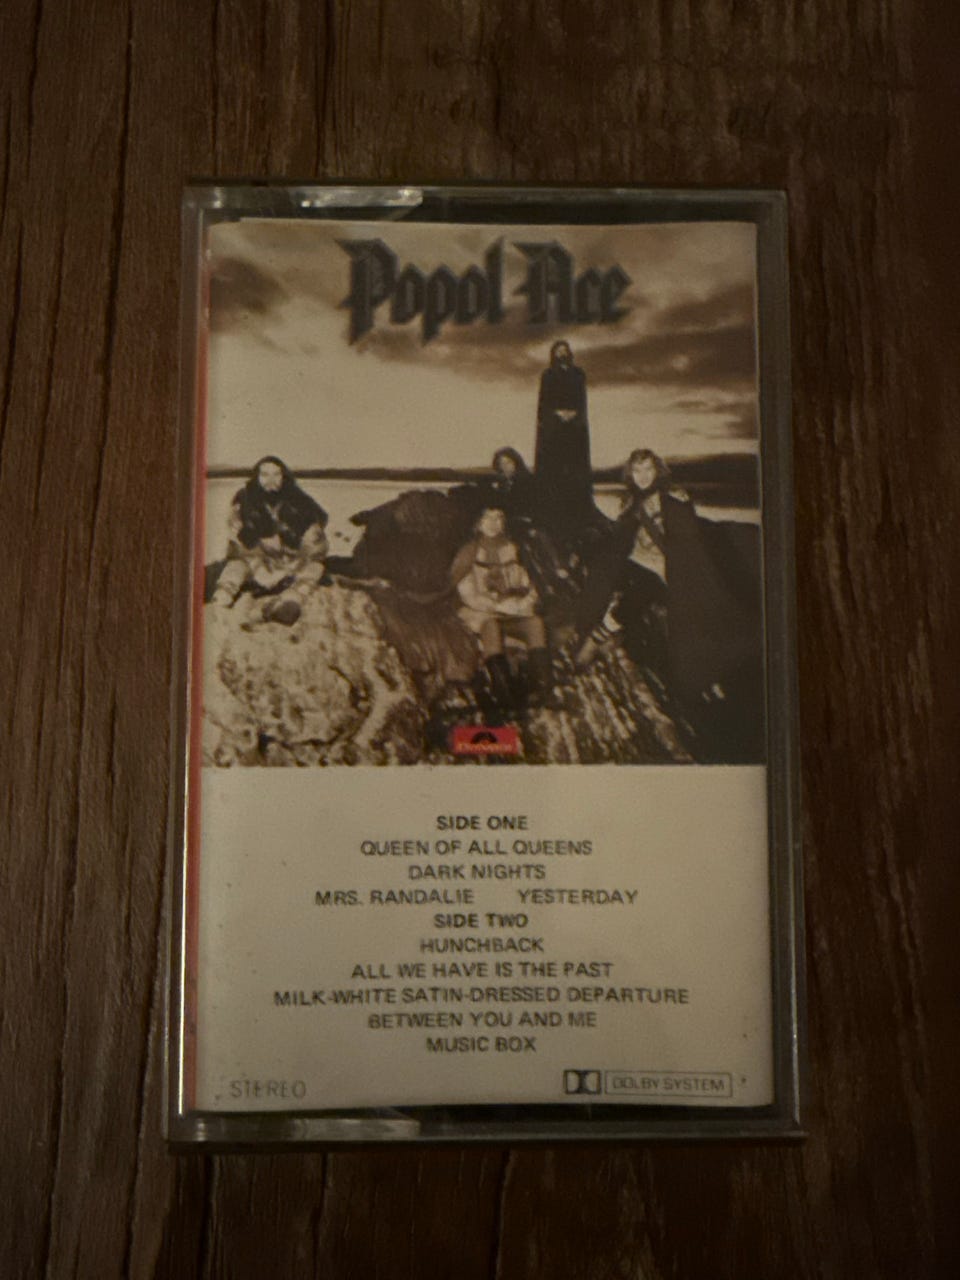 Popol Ace
Polydor
SIDE ONE
QUEEN OF ALL QUEENS
DARK NIGHTS
MRS. RANDALIE YESTERDAY
SIDE TWO
HUNCHBACK
ALL WE HAVE IS THE PAST
MILK-WHITE SATIN-DRESSED DEPARTURE
BETWEEN YOU AND ME
MUSIC BOX
STEREO DOLBY SYSTEM